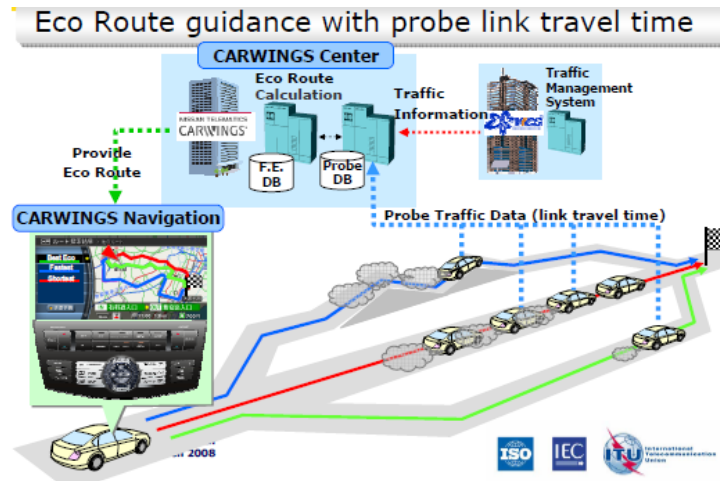 Eco Route guidance with probe link travel time
CARWINGS Center
Eco Route
Calculation
Traffic
Information
Traffic
Management
System
NISSAN TELEMATICS
CARWINGS
VICS
F.E.
DB
Probe
DB
Provide
Eco Route
CARWINGS Navigation
Probe Traffic Data (link travel time)
Best Eco
Fastest
Shortest
2008
ISO
IEC
ITU
International
Telecommunication
Union